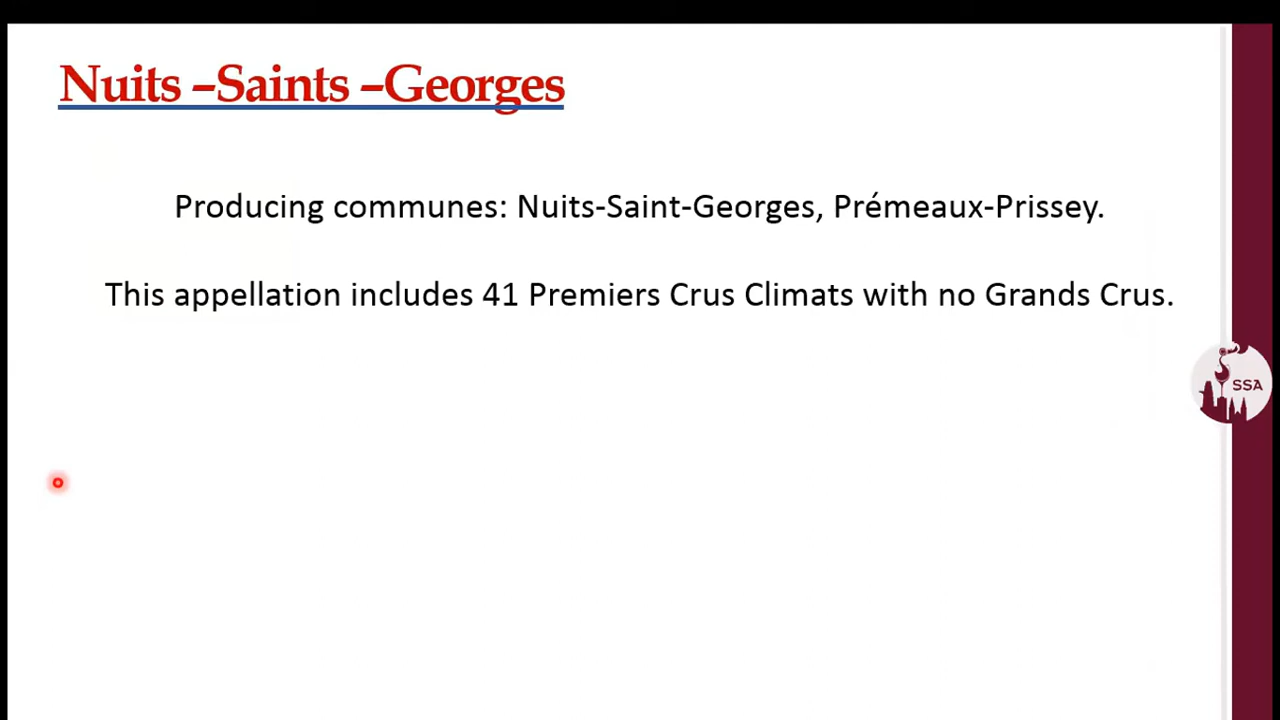 Nuits –Saints –Georges
Producing communes: Nuits-Saint-Georges, Prémeaux-Prissey.
This appellation includes 41 Premiers Crus Climats with no Grands Crus.
SSA